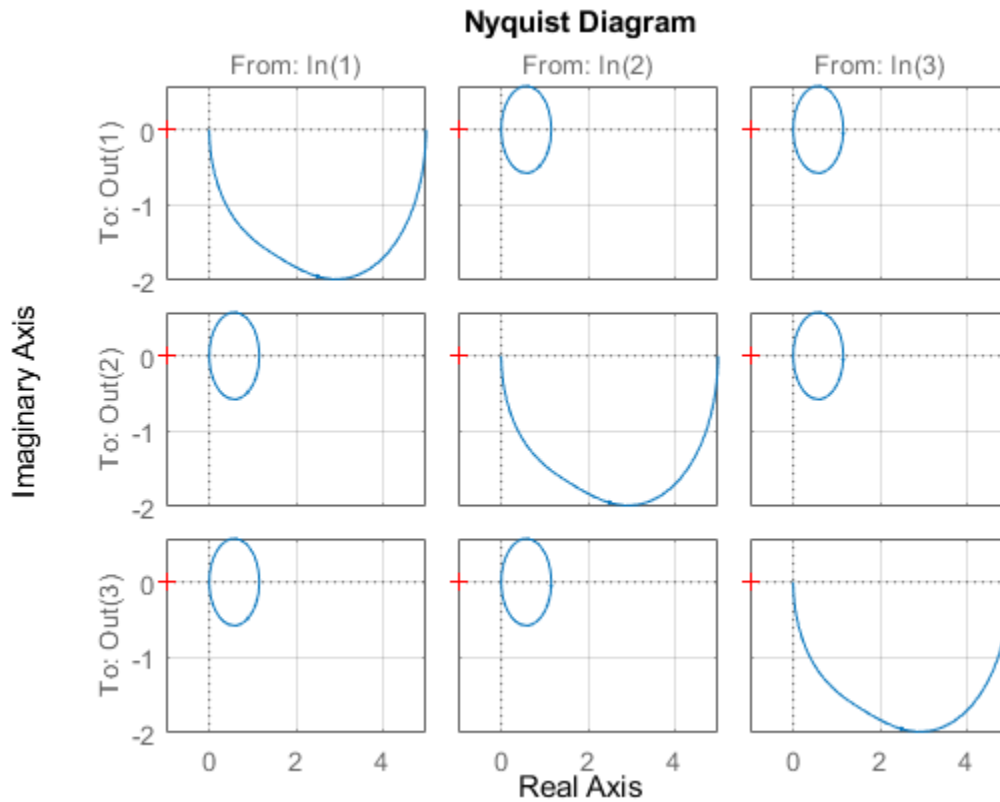 Nyquist Diagram
From: In(1)
From: In(2)
From: In(3)
To: Out(1)
0
-1
-2
To: Out(2)
0
-1
-2
To: Out(3)
0
-1
-2
Imaginary Axis
0 2 4
0 2 4
0 2 4
Real Axis